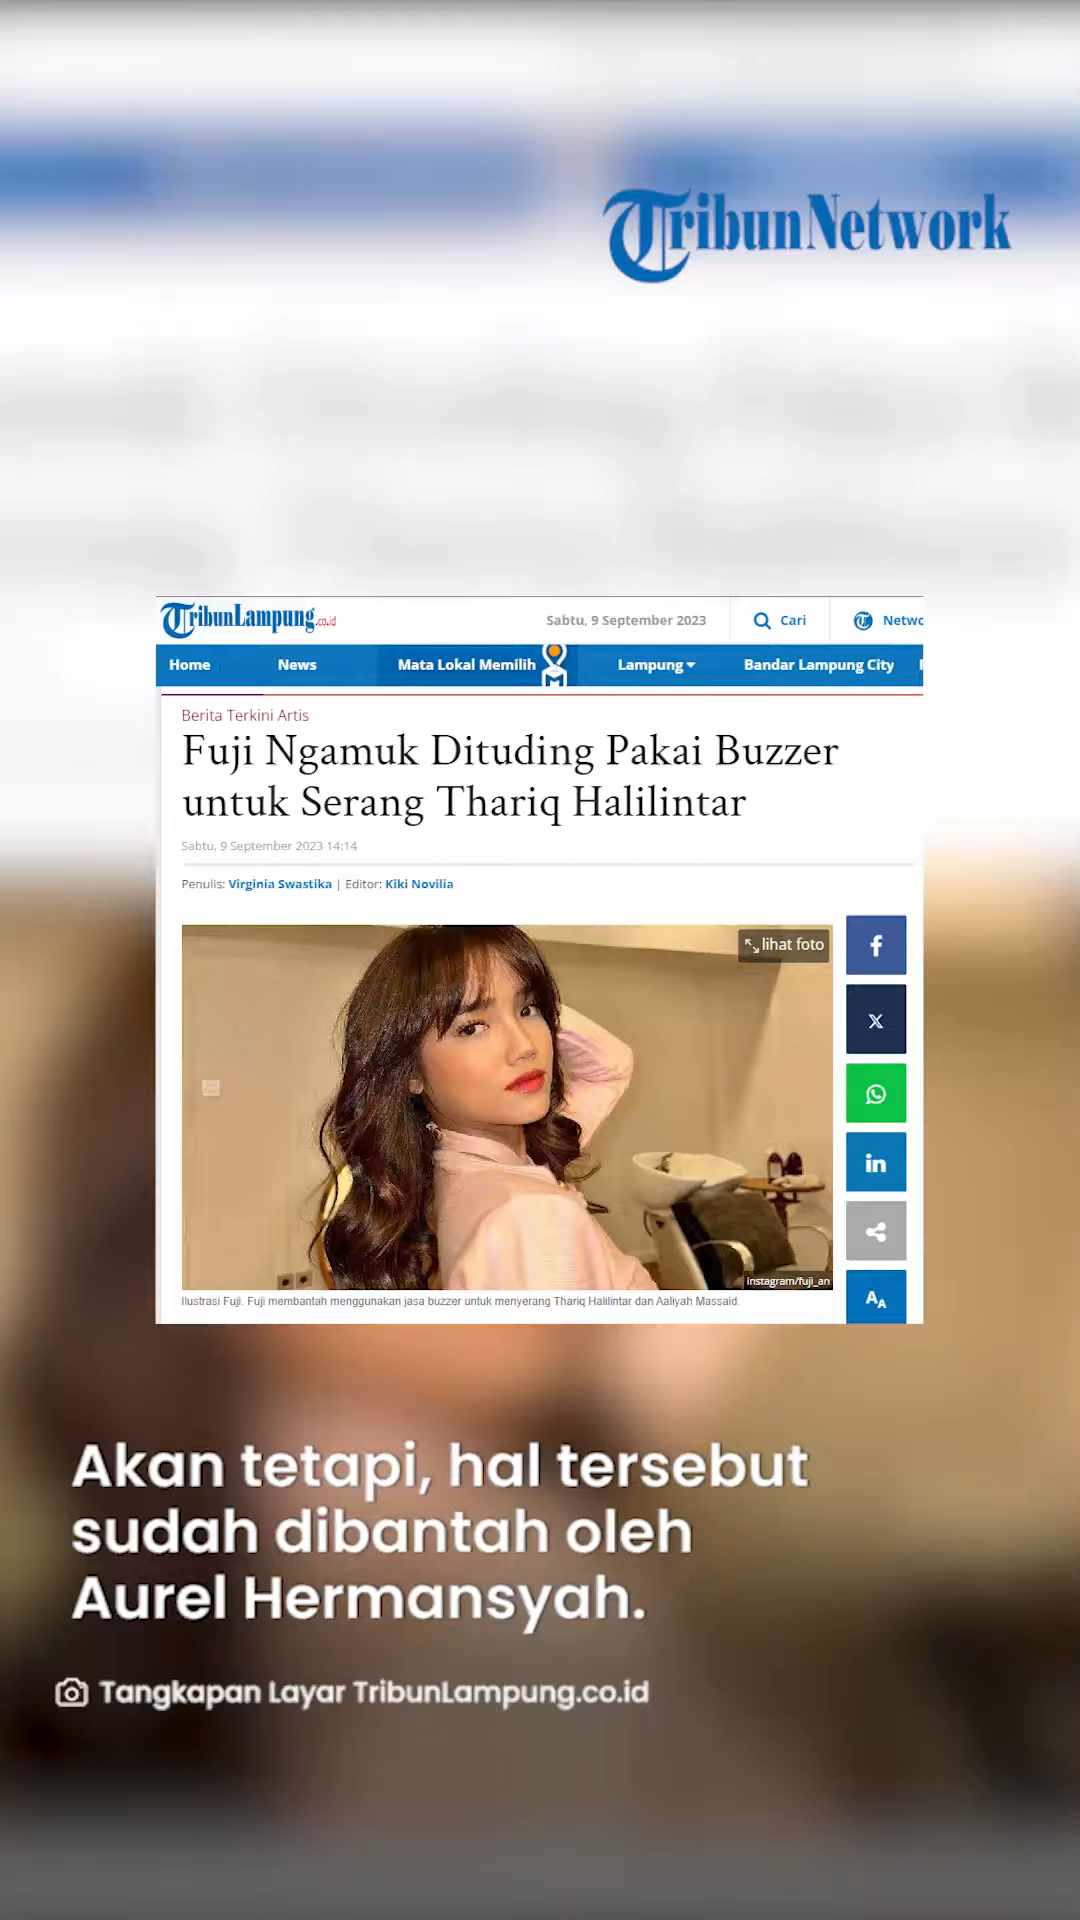 TribunNetwork
TribunLampung.co.id
Sabtu, 9 September 2023
Cari
Netwo
Home
News
Mata Lokal Memilih
Lampung
Bandar Lampung City
Berita Terkini Artis
Fuji Ngamuk Dituding Pakai Buzzer
untuk Serang Thariq Halilintar
Sabtu, 9 September 2023 14:14
Penulis: Virginia Swastika | Editor: Kiki Novilia
lihat foto
instagram/fuji_an
Ilustrasi Fuji. Fuji membantah menggunakan jasa buzzer untuk menyerang Thariq Halilintar dan Aaliyah Massaid.
AA
Akan tetapi, hal tersebut
sudah dibantah oleh
Aurel Hermansyah.
Tangkapan Layar TribunLampung.co.id